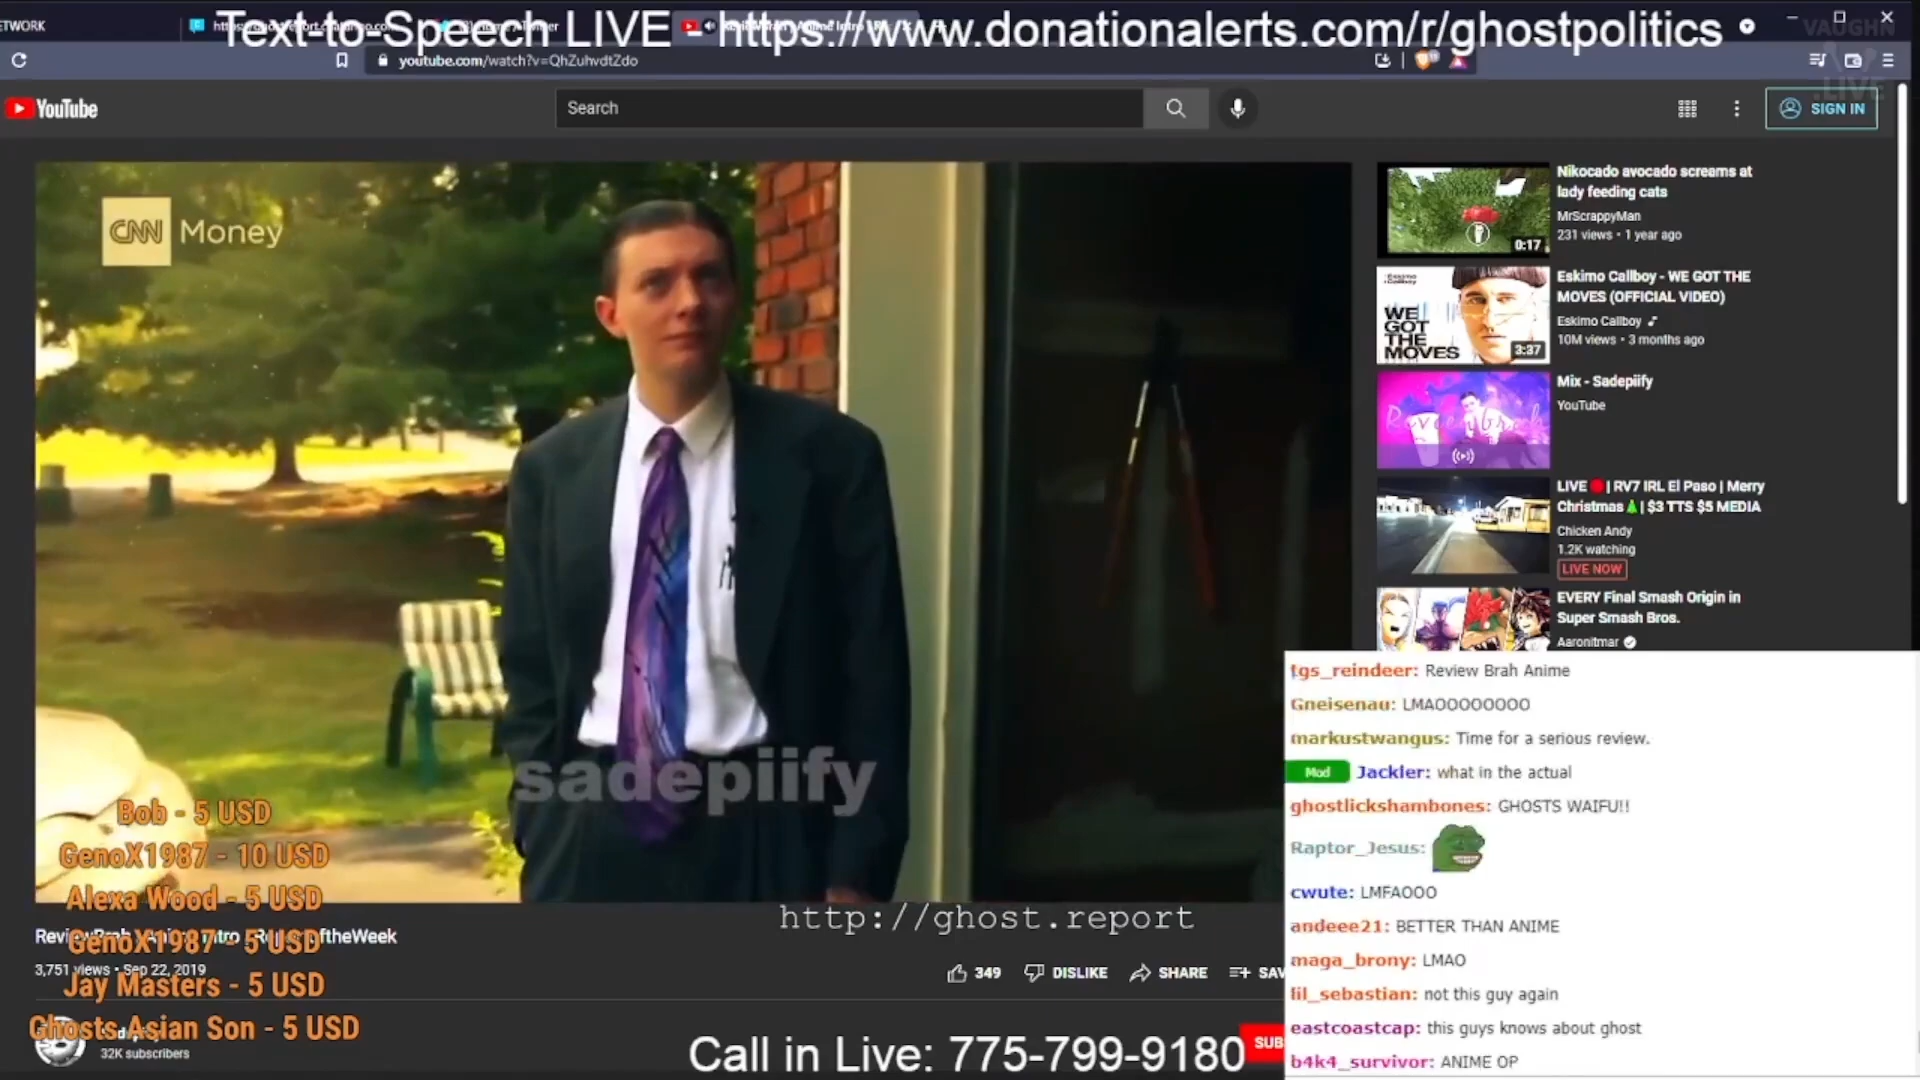 ETWORK
Text-to-Speech LIVE https://www.donationalerts.com/r/ghostpolitics
VAUGHN
LIVE
youtube.com/watch?v=QhZuhvdtZdo
YouTube
Search
SIGN IN
CNN Money
sadepiify
Nikocado avocado screams at
lady feeding cats
MrScrappyMan
231 views • 1 year ago
0:17
Eskimo Callboy - WE GOT THE
MOVES (OFFICIAL VIDEO)
Eskimo Callboy
10M views • 3 months ago
WE
GOT
THE
MOVES
3:37
Mix - Sadepiify
YouTube
LIVE | RV7 IRL El Paso | Merry
Christmas | $3 TTS $5 MEDIA
Chicken Andy
1.2K watching
LIVE NOW
EVERY Final Smash Origin in
Super Smash Bros.
Aaronitmar
tgs_reindeer: Review Brah Anime
Gneisenau: LMAOOOOOOOO
markustwangus: Time for a serious review.
Mod Jackler: what in the actual
ghostlickshambones: GHOSTS WAIFU!!
Raptor_Jesus:
cwute: LMFAOOO
andeee21: BETTER THAN ANIME
maga_brony: LMAO
lil_sebastian: not this guy again
eastcoastcap: this guys knows about ghost
b4k4_survivor: ANIME OP
Bob - 5 USD
GenoX1987 - 10 USD
Alexa Wood - 5 USD
GenoX1987 - 5 USD
Jay Masters - 5 USD
Ghosts Asian Son - 5 USD
http://ghost.report
ReviewBrah Anime Intro | ReportoftheWeek
3,751 views • Sep 22, 2019
349
DISLIKE
SHARE
SAV
32K subscribers
Call in Live: 775-799-9180
SUB